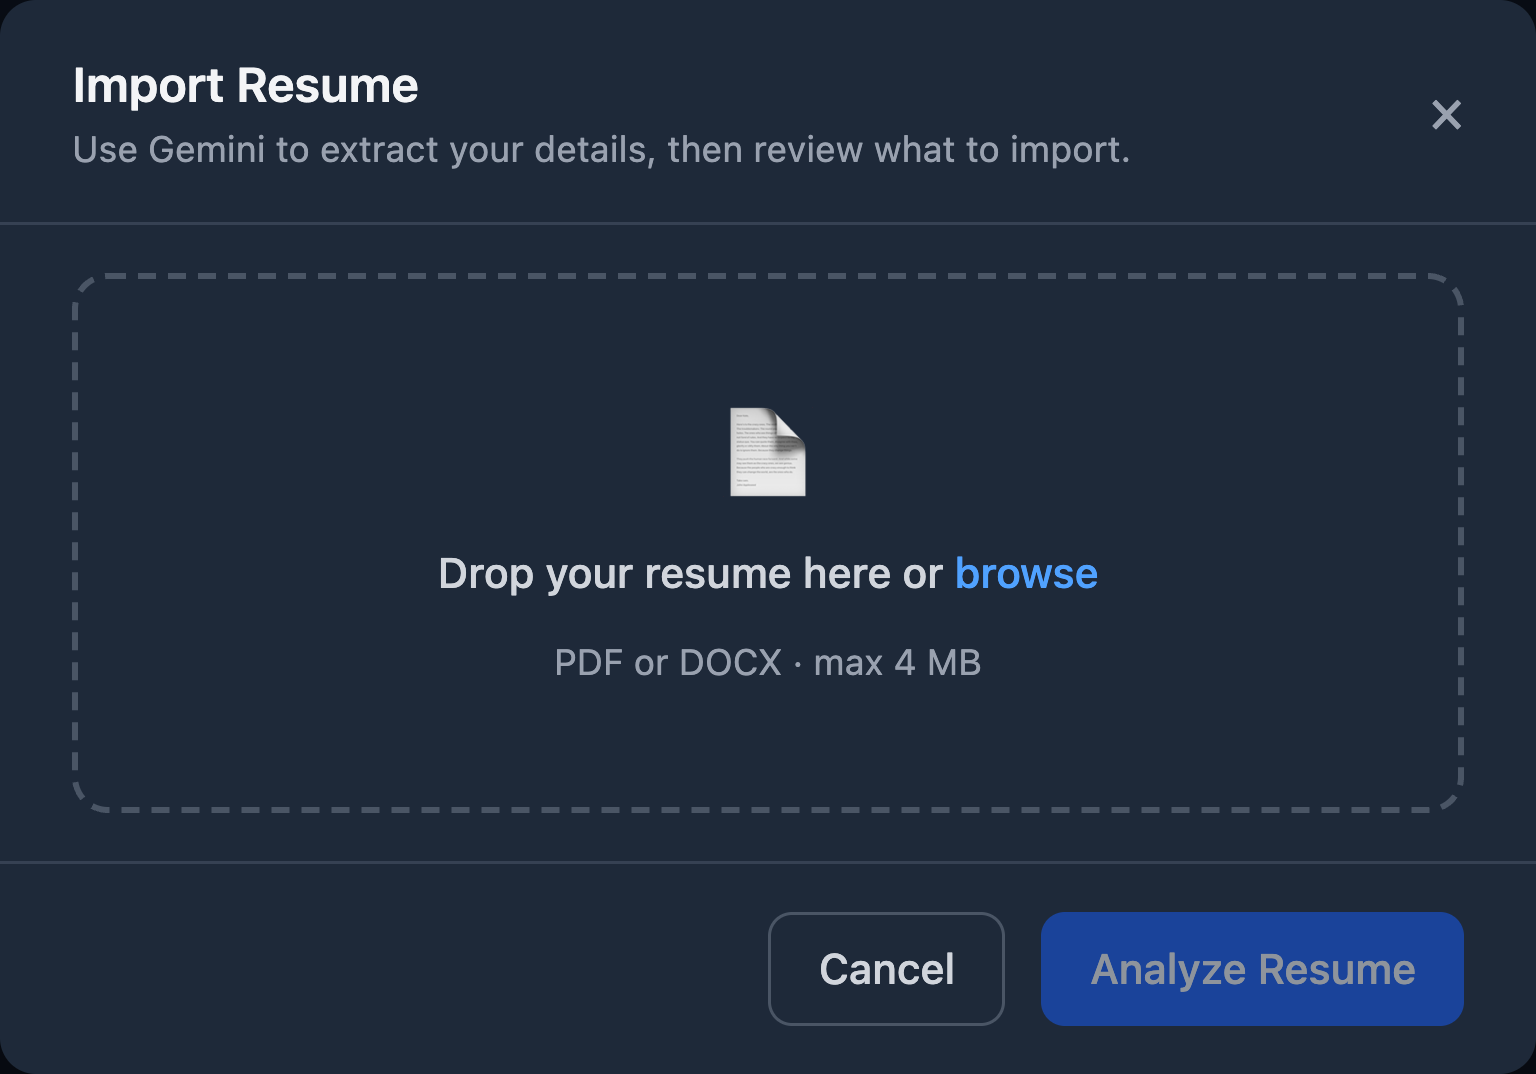 Import Resume
Use Gemini to extract your details, then review what to import.
Drop your resume here or browse
PDF or DOCX · max 4 MB
Cancel
Analyze Resume